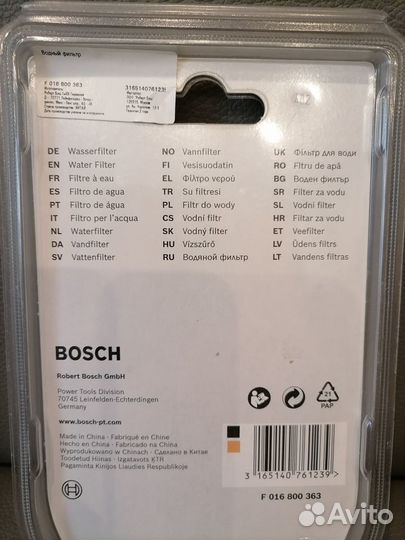 Водяный фильтр
F 016 800 363
3165140761239
DE Wasserfilter
EN Water Filter
FR Filtre à eau
ES Filtro de agua
PT Filtro de água
IT Filtro per l'acqua
NL Waterfilter
DA Vandfilter
SV Vattenfilter
NO Vannfilter
FI Vesisuodatin
EL Φίλτρο νερού
TR Su filtresi
PL Filtr do wody
CS Vodní filtr
SK Vodný filter
HU Vízszűrő
RU Водяной фильтр
UK Фільтр для води
RO Filtru de apă
BG Воден филтър
SR Filter za vodu
SL Vodni filter
HR Filtar za vodu
ET Veefilter
LV Ūdens filtrs
LT Vandens filtras
BOSCH
Robert Bosch GmbH
Power Tools Division
70745 Leinfelden-Echterdingen
Germany
www.bosch-pt.com
Made in China · Fabriqué en Chine
Hecho en China · Fabricado na China
Wyprodukowano w Chinach · Сделано в Китае
Toodetud Hiinas · Izgatavots ĶTR
Pagaminta Kinijos Liaudies Respublikoje
BOSCH
21
PAP
3 165140 761239 >
F 016 800 363
Avito